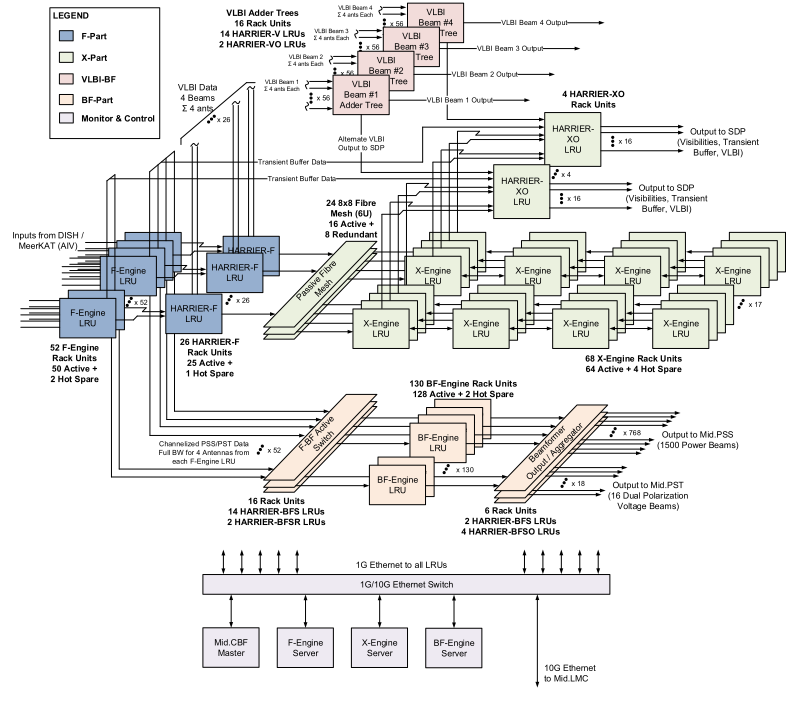 LEGEND
F-Part
X-Part
VLBI-BF
BF-Part
Monitor & Control
VLBI Adder Trees
16 Rack Units
14 HARRIER-V LRUs
2 HARRIER-VO LRUs
VLBI Beam 4
Σ 4 ants Each
x 56
VLBI
Beam #4
Tree
VLBI Beam 4 Output
VLBI Beam 3
Σ 4 ants Each
x 56
VLBI
Beam #3
Tree
VLBI Beam 3 Output
VLBI Beam 2
Σ 4 ants Each
x 56
VLBI
Beam #2
Tree
VLBI Beam 2 Output
VLBI Beam 1
Σ 4 ants Each
x 56
VLBI
Beam #1
Adder Tree
VLBI Beam 1 Output
VLBI Data
4 Beams
Σ 4 ants
x 26
Alternate VLBI
Output to SDP
Transient Buffer Data
Transient Buffer Data
4 HARRIER-XO
Rack Units
HARRIER-
XO
LRU
x 16
Output to SDP
(Visibilities, Transient
Buffer, VLBI)
x 4
HARRIER-
XO
LRU
x 16
Output to SDP
(Visibilities, Transient
Buffer, VLBI)
24 8x8 Fibre
Mesh (6U)
16 Active +
8 Redundant
Inputs from DISH /
MeerKAT (AIV)
F-Engine
LRU
x 52
F-Engine
LRU
HARRIER-F
HARRIER-F
LRU
x 26
HARRIER-F
LRU
Passive Fibre
Mesh
X-Engine
LRU
X-Engine
LRU
X-Engine
LRU
X-Engine
LRU
x 17
X-Engine
LRU
X-Engine
LRU
X-Engine
LRU
X-Engine
LRU
52 F-Engine
Rack Units
50 Active +
2 Hot Spare
26 HARRIER-F
Rack Units
25 Active +
1 Hot Spare
68 X-Engine Rack Units
64 Active + 4 Hot Spare
130 BF-Engine Rack Units
128 Active + 2 Hot Spare
F-BF Active
Switch
BF-Engine
LRU
x 130
BF-Engine
LRU
Beamformer
Output / Aggregator
Channelized PSS/PST Data
Full BW for 4 Antennas from
each F-Engine LRU
x 52
x 768
Output to Mid.PSS
(1500 Power Beams)
x 18
Output to Mid.PST
(16 Dual Polarization
Voltage Beams)
16 Rack Units
14 HARRIER-BFS LRUs
2 HARRIER-BFSR LRUs
6 Rack Units
2 HARRIER-BFS LRUs
4 HARRIER-BFSO LRUs
1G Ethernet to all LRUs
1G/10G Ethernet Switch
Mid.CBF
Master
F-Engine
Server
X-Engine
Server
BF-Engine
Server
10G Ethernet
to Mid.LMC